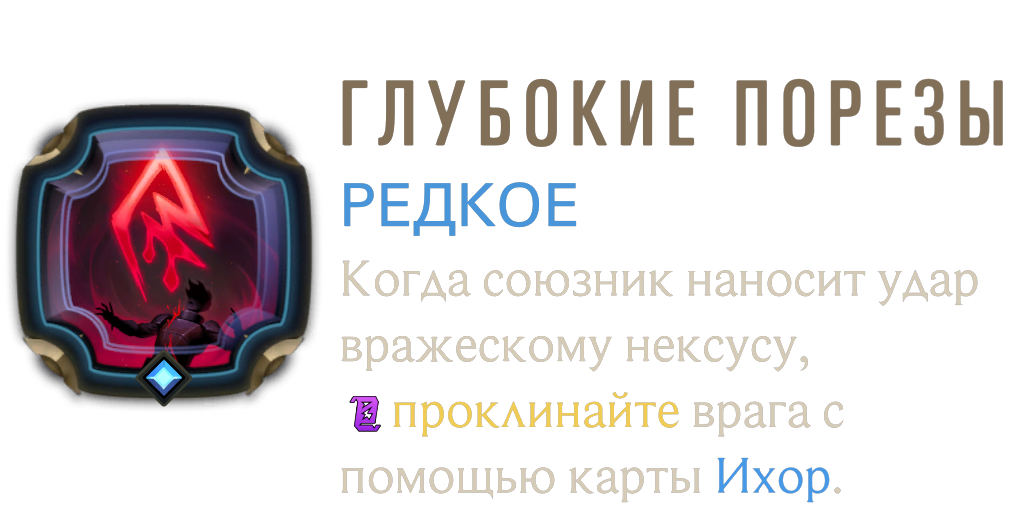 ГЛУБОКИЕ ПОРЕЗЫ
РЕДКОЕ
Когда союзник наносит удар
вражескому нексусу,
проклинайте врага с
помощью карты Ихор.